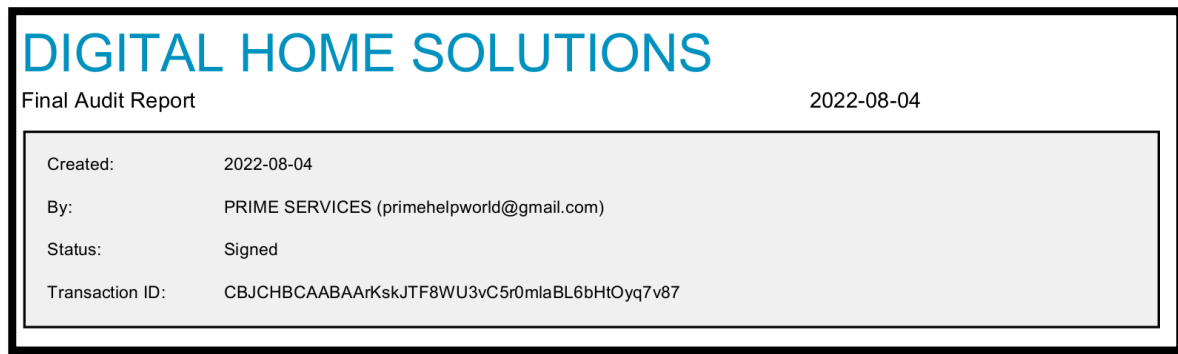 DIGITAL HOME SOLUTIONS
Final Audit Report 2022-08-04
Created: 2022-08-04
By: PRIME SERVICES (primehelpworld@gmail.com)
Status: Signed
Transaction ID: CBJCHBCAABAArKskJTF8WU3vC5r0mlaBL6bHtOyq7v87